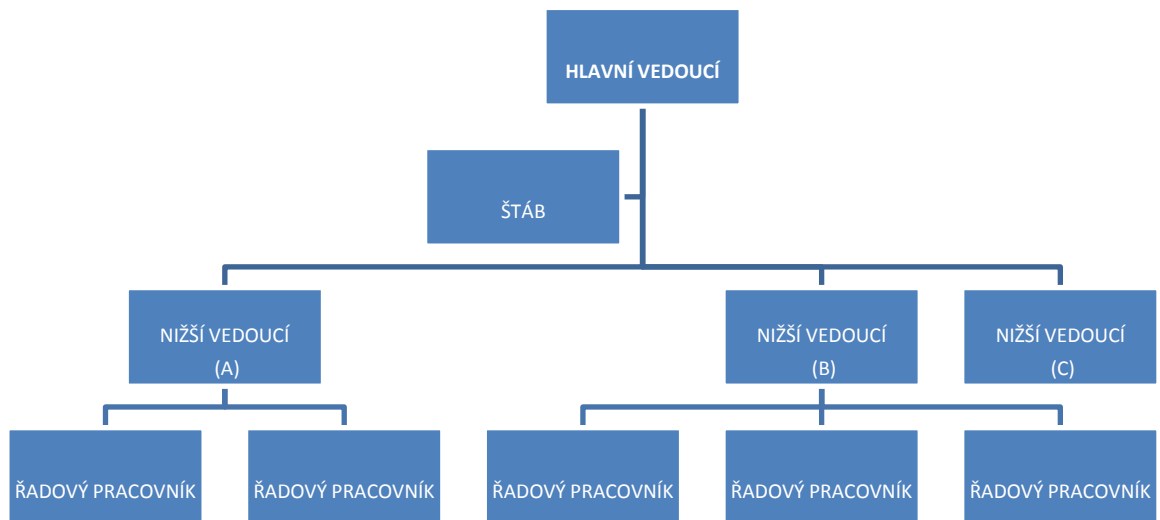 HLAVNÍ VEDOUCÍ
ŠTÁB
NIŽŠÍ VEDOUCÍ
(A)
NIŽŠÍ VEDOUCÍ
(B)
NIŽŠÍ VEDOUCÍ
(C)
ŘADOVÝ PRACOVNÍK
ŘADOVÝ PRACOVNÍK
ŘADOVÝ PRACOVNÍK
ŘADOVÝ PRACOVNÍK
ŘADOVÝ PRACOVNÍK